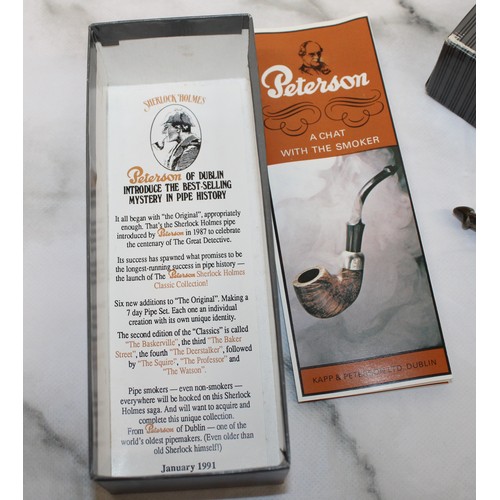 SHERLOCK HOLMES
Peterson OF DUBLIN
INTRODUCE THE BEST-SELLING
MYSTERY IN PIPE HISTORY
It all began with "the Original", appropriately
enough. That's the Sherlock Holmes pipe
introduced by Peterson in 1987 to celebrate
the centenary of The Great Detective.
Its success has spawned what promises to be
the longest-running success in pipe history —
the launch of The Peterson Sherlock Holmes
Classic Collection!
Six new additions to "The Original". Making a
7 day Pipe Set. Each one an individual
creation with its own unique identity.
The second edition of the "Classics" is called
"The Baskerville", the third "The Baker
Street", the fourth "The Deerstalker", followed
by "The Squire", "The Professor" and
"The Watson".
Pipe smokers — even non-smokers —
everywhere will be hooked on this Sherlock
Holmes saga. And will want to acquire and
complete this unique collection.
From Peterson of Dublin — one of the
world's oldest pipemakers. (Even older than
old Sherlock himself!)
January 1991
Peterson
A CHAT
WITH THE SMOKER
KAPP & PETERSON LTD. DUBLIN